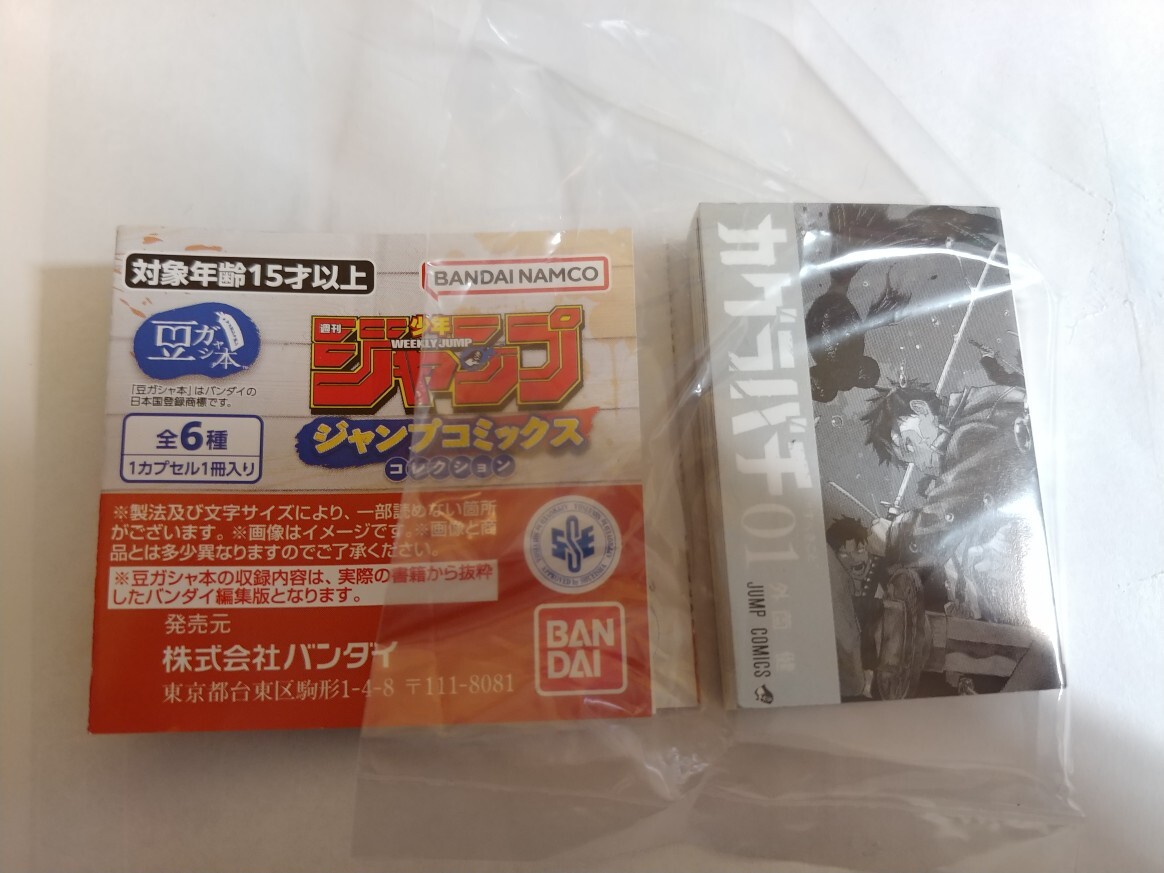 対象年齢15才以上
BANDAI NAMCO
豆ガシャ本
TM
「豆ガシャ本」はバンダイの
日本国登録商標です。
週刊
少年
WEEKLY JUMP
ジャンプ
全6種
1カプセル1冊入り
ジャンプコミックス
コレクション
※製法及び文字サイズにより、一部読めない箇所
がございます。※画像はイメージです。※画像と商
品とは多少異なりますのでご了承ください。
※豆ガシャ本の収録内容は、実際の書籍から抜粋
したバンダイ編集版となります。
発売元
株式会社バンダイ
東京都台東区駒形1-4-8 〒111-8081
BAN
DAI
カグラバチ 01
JUMP COMICS